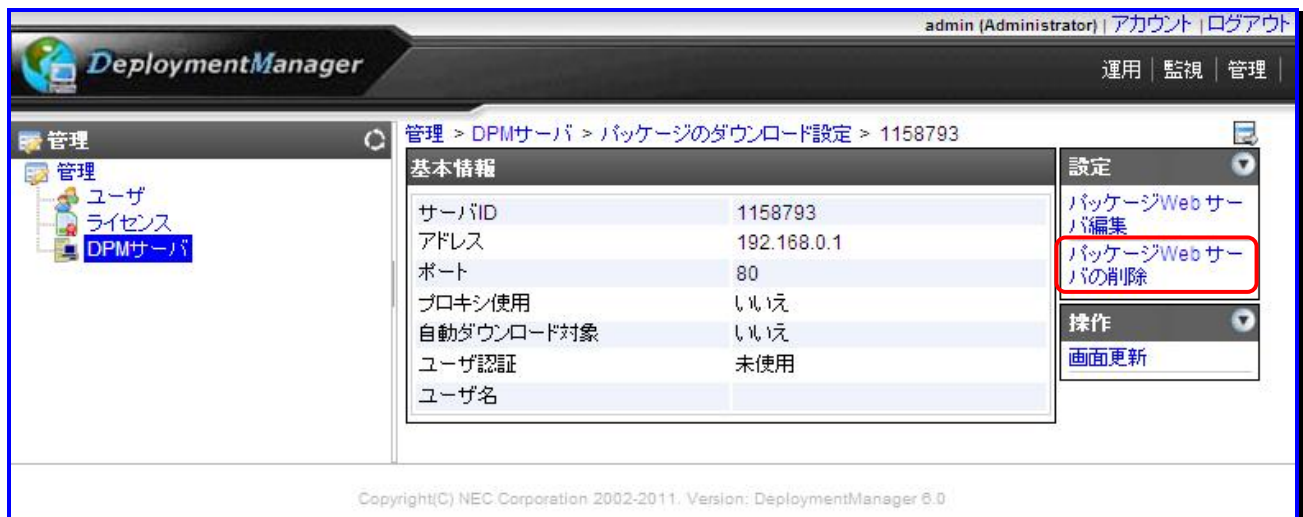 admin (Administrator) | アカウント | ログアウト
DeploymentManager
運用 | 監視 | 管理 |
管理
管理
ユーザ
ライセンス
DPMサーバ
管理 > DPMサーバ > パッケージのダウンロード設定 > 1158793
基本情報
サーバID 1158793
アドレス 192.168.0.1
ポート 80
プロキシ使用 いいえ
自動ダウンロード対象 いいえ
ユーザ認証 未使用
ユーザ名
設定
パッケージWeb サー
バ編集
パッケージWeb サー
バの削除
操作
画面更新
Copyright(C) NEC Corporation 2002-2011. Version: DeploymentManager 6.0